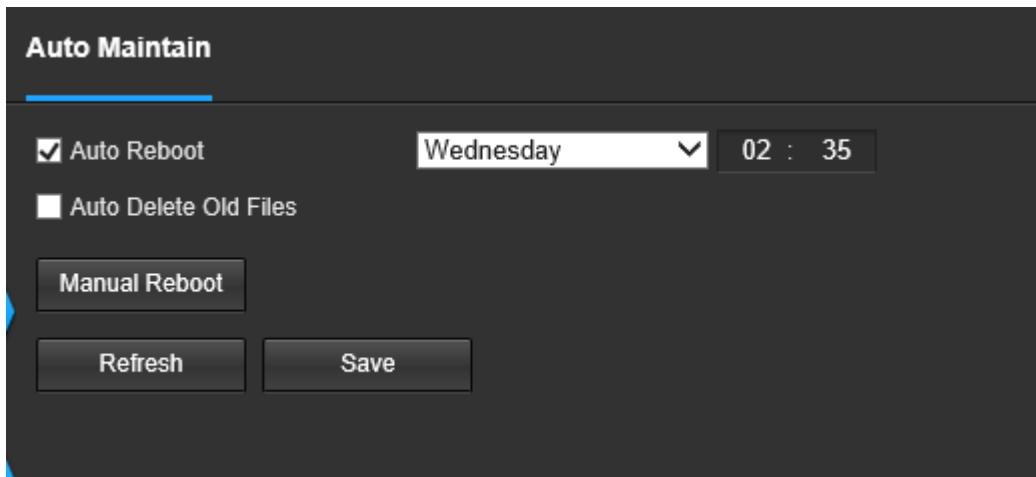 Auto Maintain
Auto Reboot Wednesday 02 : 35
Auto Delete Old Files
Manual Reboot
Refresh Save